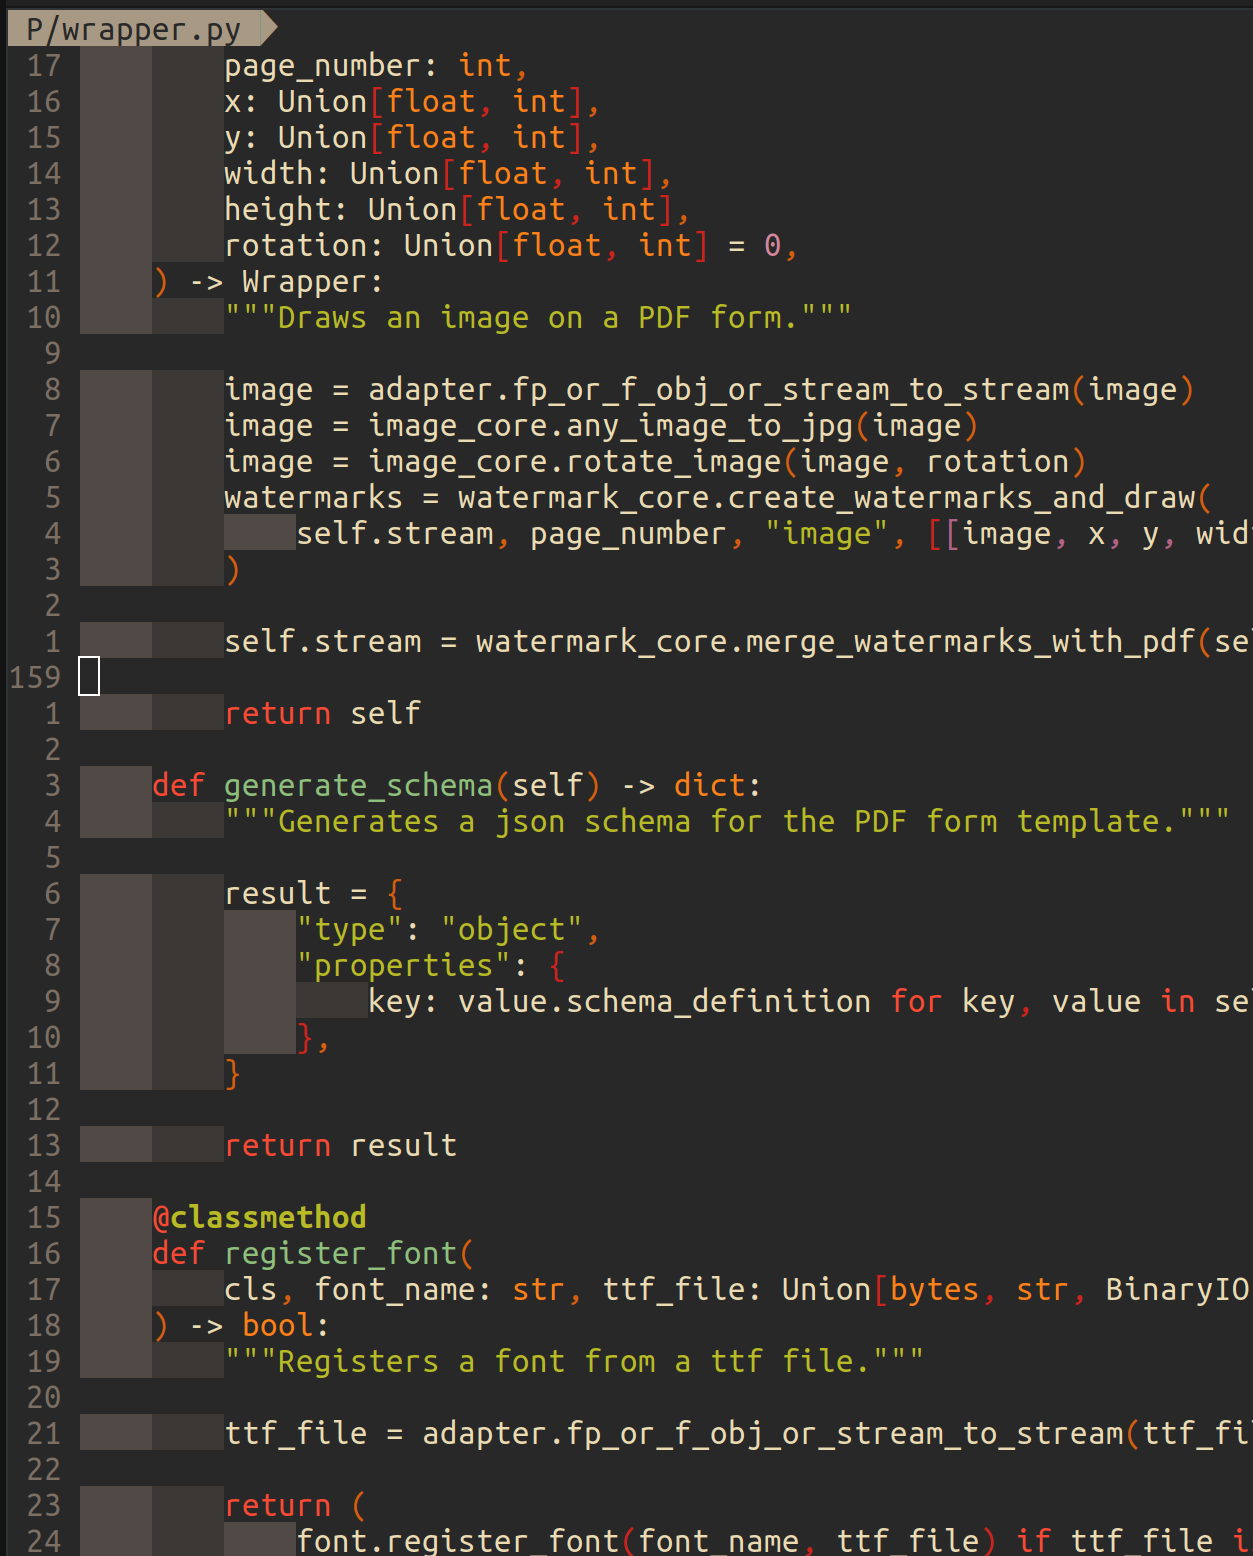 P/wrapper.py
17 page_number: int,
16 x: Union[float, int],
15 y: Union[float, int],
14 width: Union[float, int],
13 height: Union[float, int],
12 rotation: Union[float, int] = 0,
11 ) -> Wrapper:
10 """Draws an image on a PDF form."""
9
8 image = adapter.fp_or_f_obj_or_stream_to_stream(image)
7 image = image_core.any_image_to_jpg(image)
6 image = image_core.rotate_image(image, rotation)
5 watermarks = watermark_core.create_watermarks_and_draw(
4 self.stream, page_number, "image", [[image, x, y, wid
3 )
2
1 self.stream = watermark_core.merge_watermarks_with_pdf(se
159
1 return self
2
3 def generate_schema(self) -> dict:
4 """Generates a json schema for the PDF form template."""
5
6 result = {
7 "type": "object",
8 "properties": {
9 key: value.schema_definition for key, value in se
10 },
11 }
12
13 return result
14
15 @classmethod
16 def register_font(
17 cls, font_name: str, ttf_file: Union[bytes, str, BinaryIO
18 ) -> bool:
19 """Registers a font from a ttf file."""
20
21 ttf_file = adapter.fp_or_f_obj_or_stream_to_stream(ttf_fi
22
23 return (
24 font.register_font(font_name, ttf_file) if ttf_file i